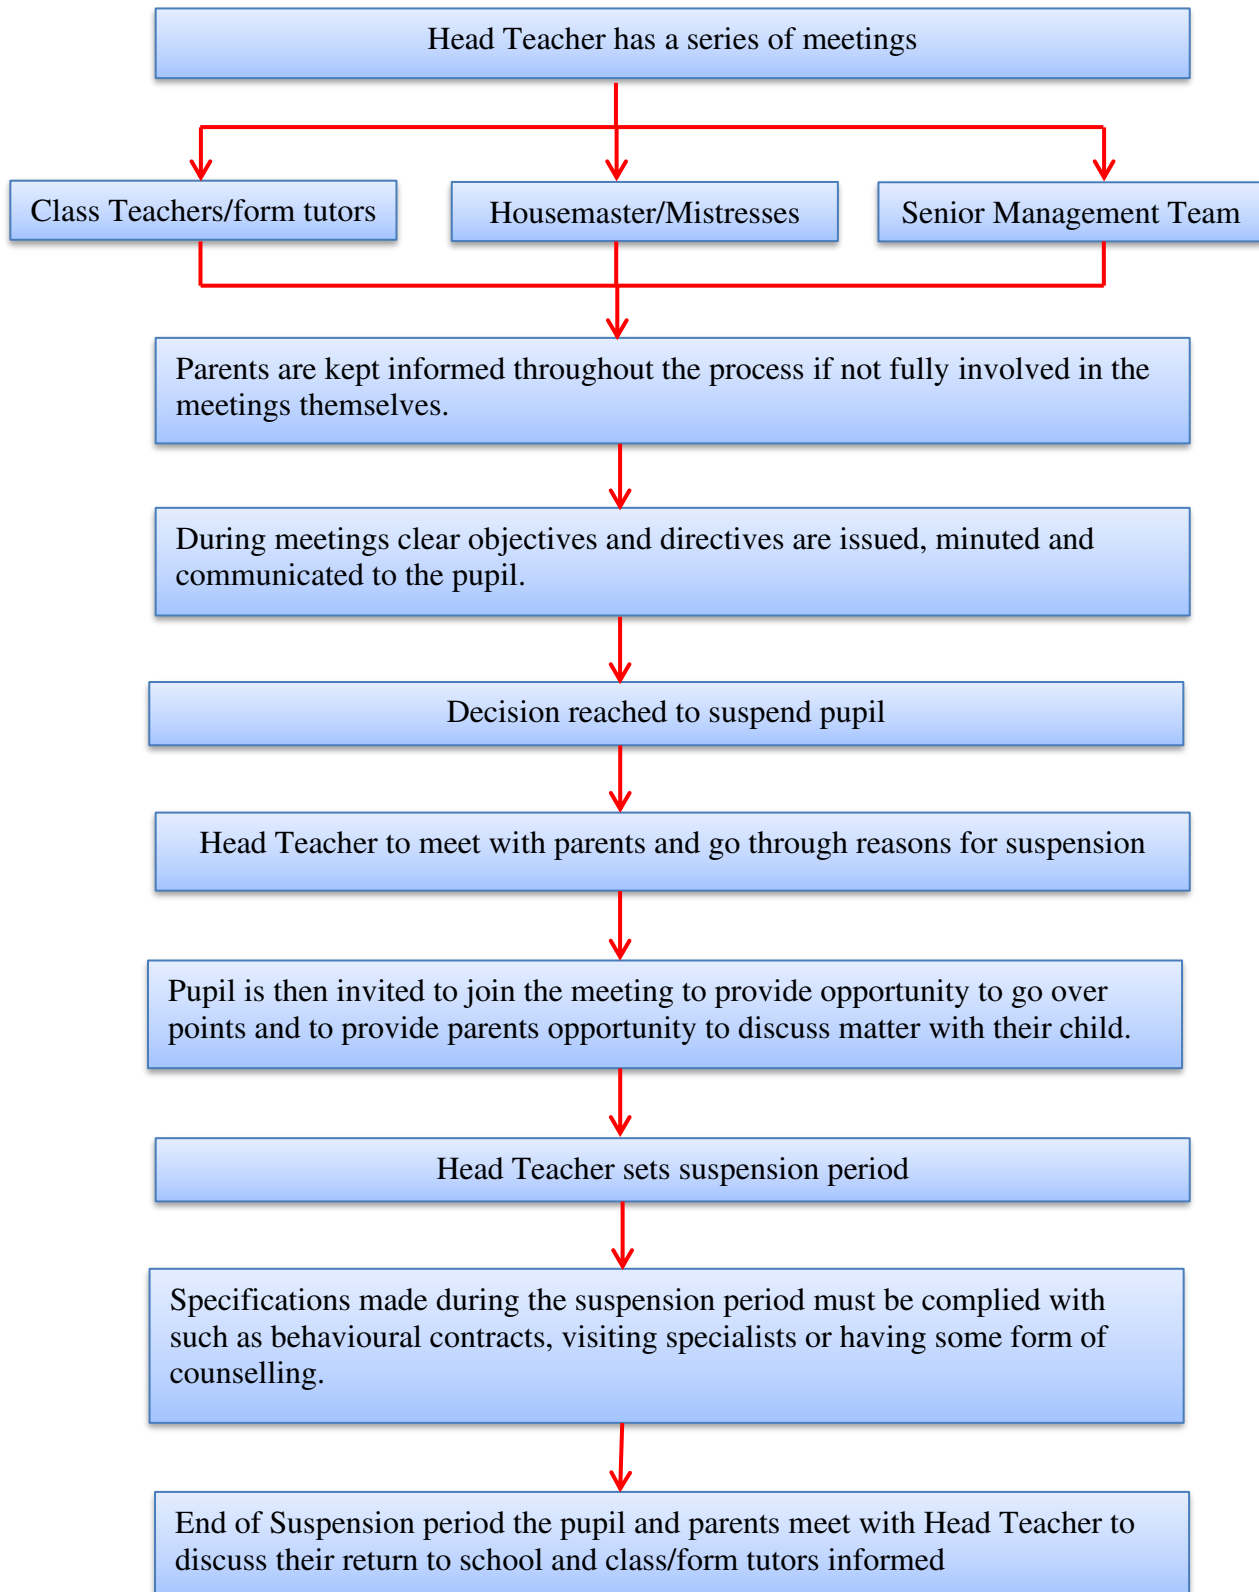 Head Teacher has a series of meetings
Class Teachers/form tutors
Housemaster/Mistresses
Senior Management Team
Parents are kept informed throughout the process if not fully involved in the
meetings themselves.
During meetings clear objectives and directives are issued, minuted and
communicated to the pupil.
Decision reached to suspend pupil
Head Teacher to meet with parents and go through reasons for suspension
Pupil is then invited to join the meeting to provide opportunity to go over
points and to provide parents opportunity to discuss matter with their child.
Head Teacher sets suspension period
Specifications made during the suspension period must be complied with
such as behavioural contracts, visiting specialists or having some form of
counselling.
End of Suspension period the pupil and parents meet with Head Teacher to
discuss their return to school and class/form tutors informed